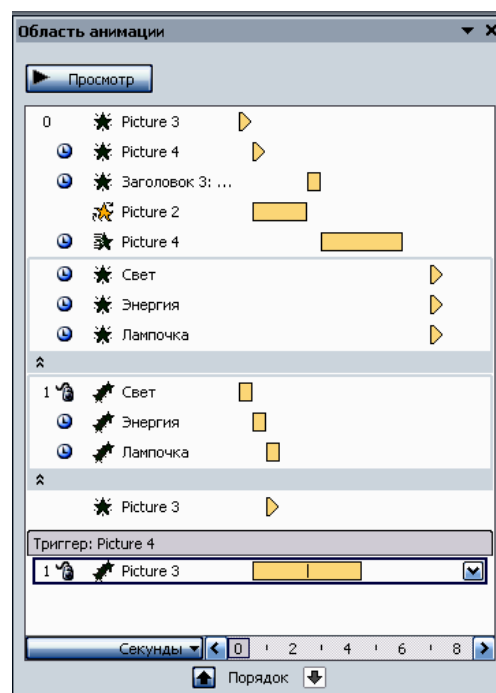 Область анимации
Просмотр
0 Picture 3
Picture 4
Заголовок 3: ...
Picture 2
Picture 4
Свет
Энергия
Лампочка
1 Свет
Энергия
Лампочка
Picture 3
Триггер: Picture 4
1 Picture 3
Секунды 0 2 4 6 8
Порядок